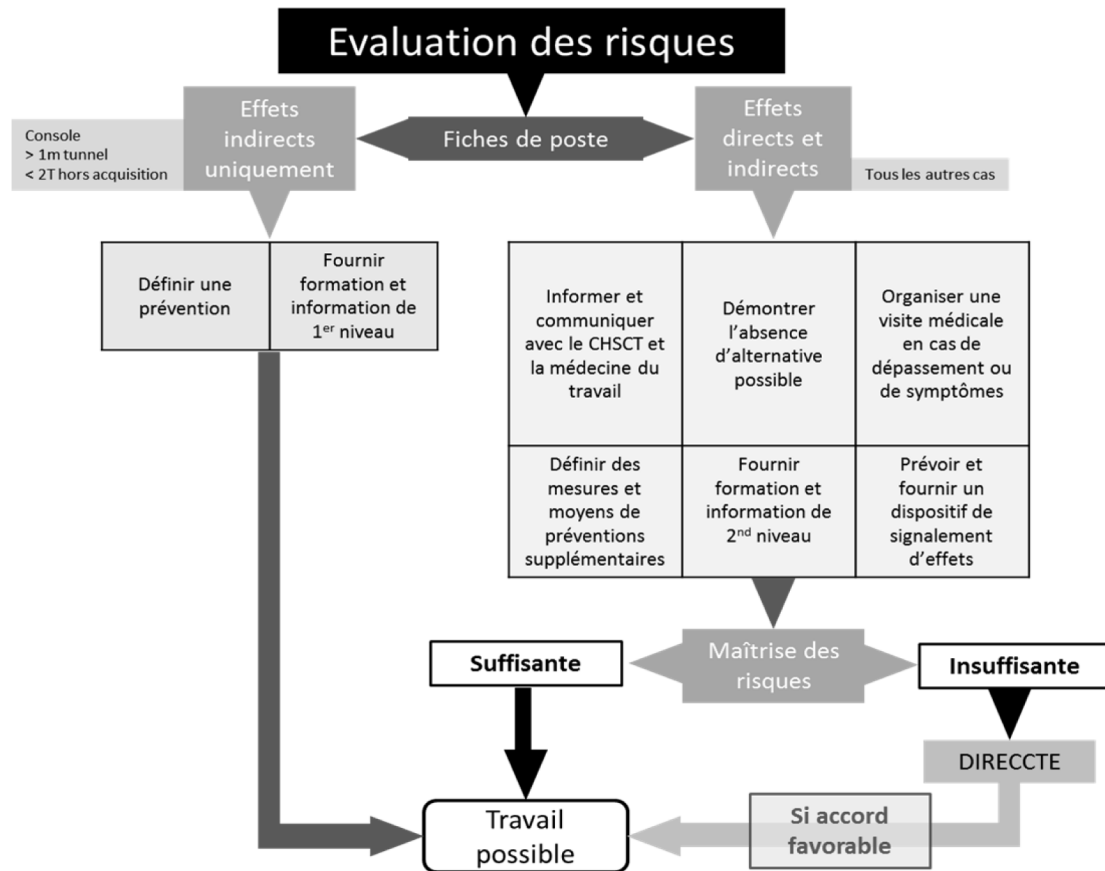 Evaluation des risques
Effets
indirects
uniquement
Console
> 1m tunnel
< 2T hors acquisition
Fiches de poste
Effets
directs et
indirects
Tous les autres cas
Définir une
prévention
Fournir
formation et
information de
1er niveau
Informer et
communiquer
avec le CHSCT et
la médecine du
travail
Démontrer
l’absence
d’alternative
possible
Organiser une
visite médicale
en cas de
dépassement ou
de symptômes
Définir des
mesures et
moyens de
préventions
supplémentaires
Fournir
formation et
information de
2nd niveau
Prévoir et
fournir un
dispositif de
signalement
d’effets
Suffisante
Maîtrise des
risques
Insuffisante
DIRECCTE
Travail
possible
Si accord
favorable